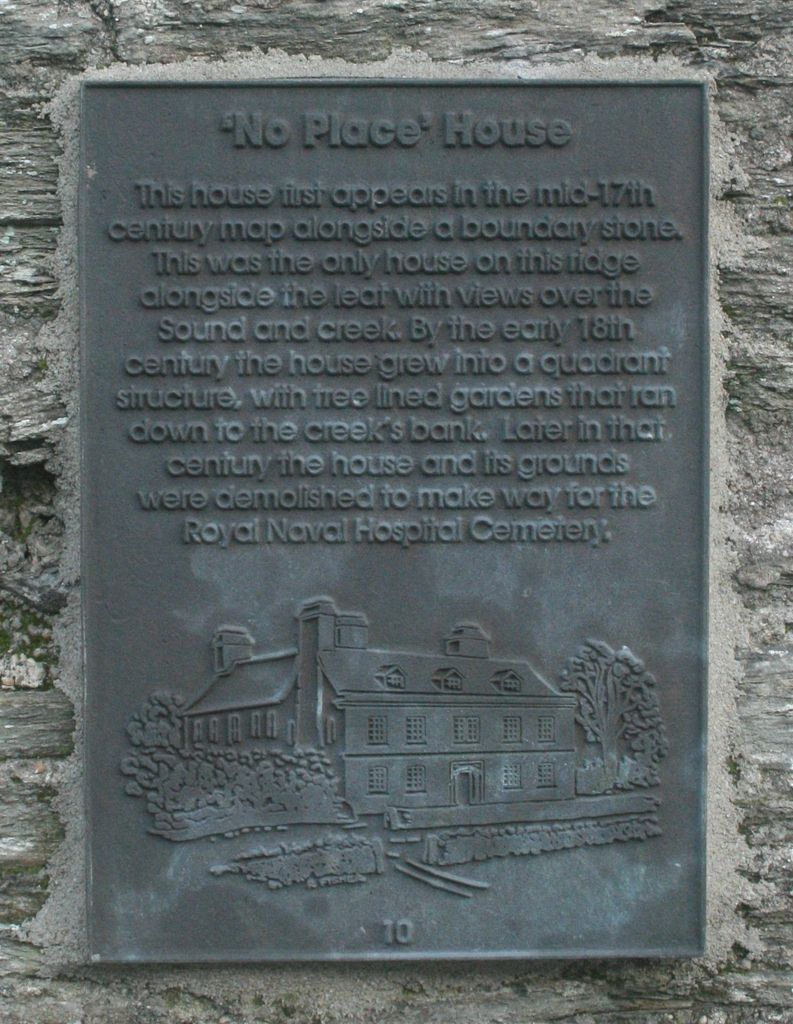 'No Place' House
This house first appears in the mid-17th
century map alongside a boundary stone.
This was the only house on this ridge
alongside the leat with views over the
Sound and creek. By the early 18th
century the house grew into a quadrant
structure, with tree lined gardens that ran
down to the creek's bank. Later in that
century the house and its grounds
were demolished to make way for the
Royal Naval Hospital Cemetery.
10